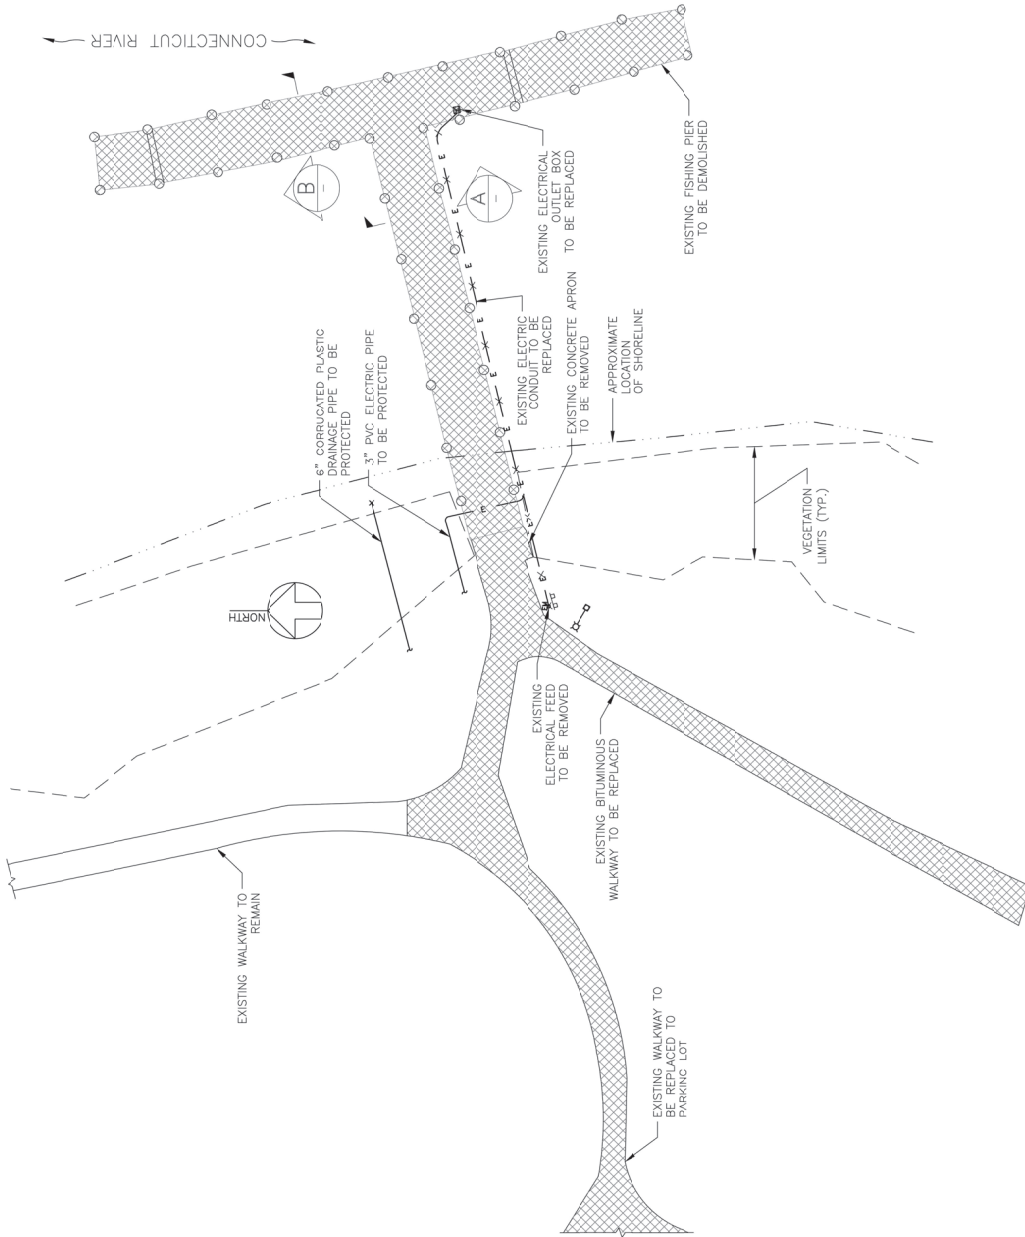 CONNECTICUT RIVER
B
-
A
-
EXISTING ELECTRICAL
OUTLET BOX
TO BE REPLACED
EXISTING FISHING PIER
TO BE DEMOLISHED
6" CORRUGATED PLASTIC
DRAINAGE PIPE TO BE
PROTECTED
3" PVC ELECTRIC PIPE
TO BE PROTECTED
EXISTING ELECTRIC
CONDUIT TO BE
REPLACED
EXISTING CONCRETE APRON
TO BE REMOVED
APPROXIMATE
LOCATION
OF SHORELINE
E
E
E
E
E
E
E
E
E
E
E
VEGETATION
LIMITS (TYP.)
NORTH
EXISTING
ELECTRICAL FEED
TO BE REMOVED
EXISTING BITUMINOUS
WALKWAY TO BE REPLACED
EXISTING WALKWAY TO
REMAIN
EXISTING WALKWAY TO
BE REPLACED TO
PARKING LOT